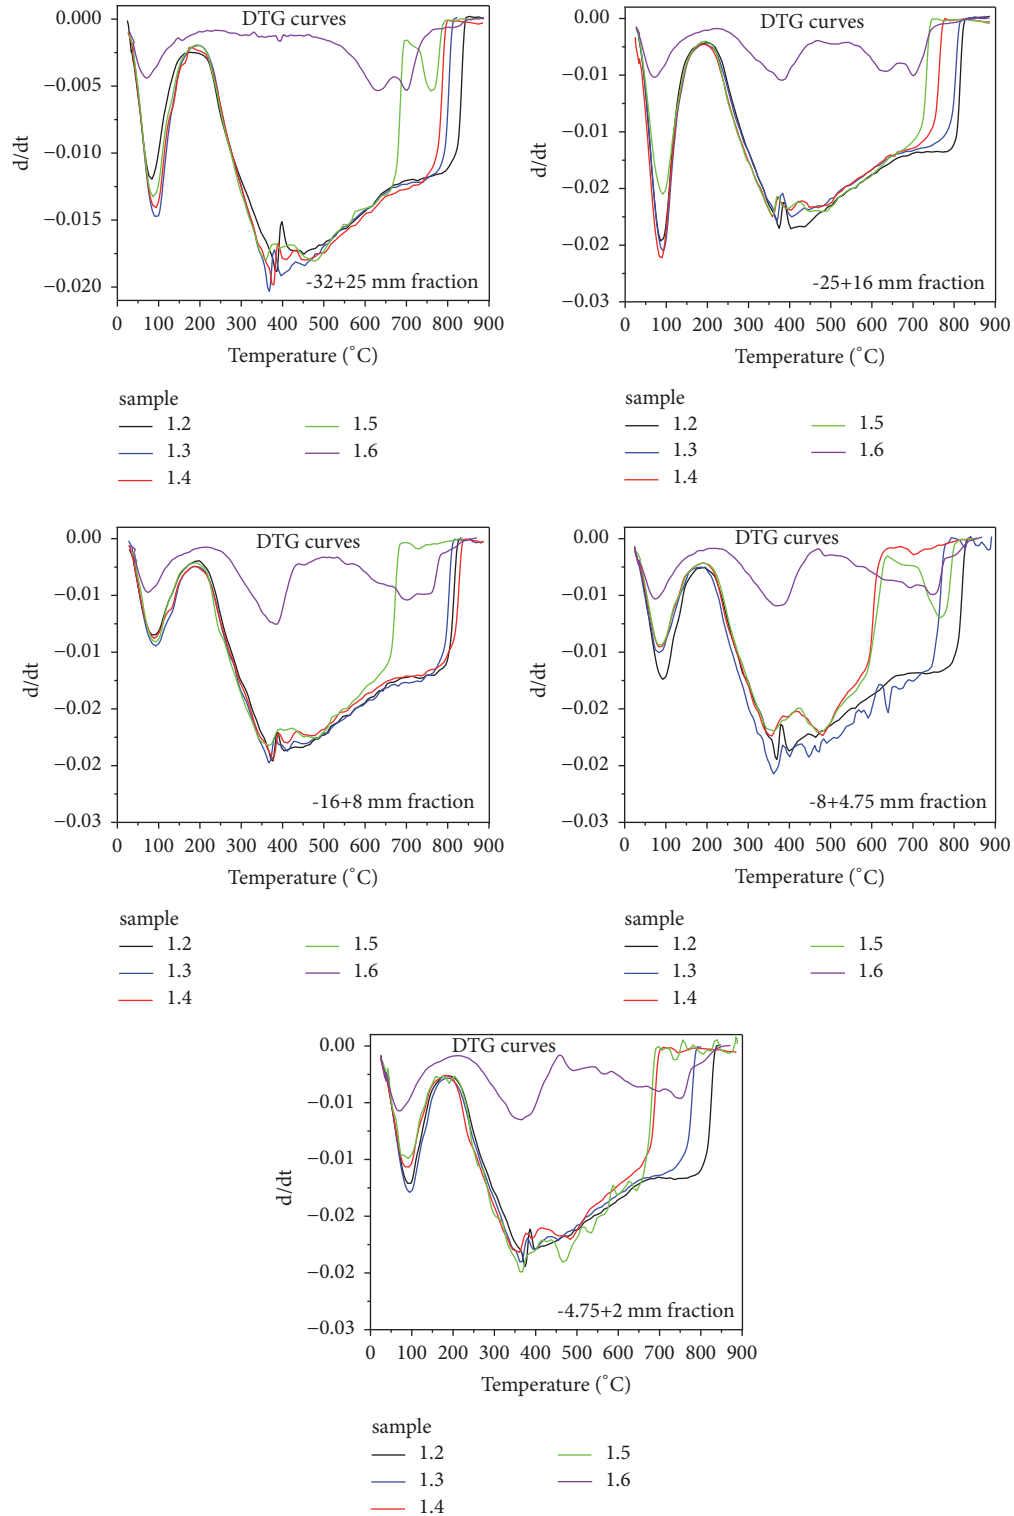 DTG curves
0.000
−0.005
−0.010
−0.015
−0.020
d/dt
-32+25 mm fraction
0 100 200 300 400 500 600 700 800 900
Temperature (°C)
sample
1.2
1.3
1.4
1.5
1.6
DTG curves
0.00
−0.01
−0.01
−0.02
−0.02
−0.03
d/dt
-25+16 mm fraction
0 100 200 300 400 500 600 700 800 900
Temperature (°C)
sample
1.2
1.3
1.4
1.5
1.6
DTG curves
0.00
−0.01
−0.01
−0.02
−0.02
−0.03
d/dt
-16+8 mm fraction
0 100 200 300 400 500 600 700 800 900
Temperature (°C)
sample
1.2
1.3
1.4
1.5
1.6
DTG curves
0.00
−0.01
−0.01
−0.02
−0.02
−0.03
d/dt
-8+4.75 mm fraction
0 100 200 300 400 500 600 700 800 900
Temperature (°C)
sample
1.2
1.3
1.4
1.5
1.6
DTG curves
0.00
−0.01
−0.01
−0.02
−0.02
−0.03
d/dt
-4.75+2 mm fraction
0 100 200 300 400 500 600 700 800 900
Temperature (°C)
sample
1.2
1.3
1.4
1.5
1.6